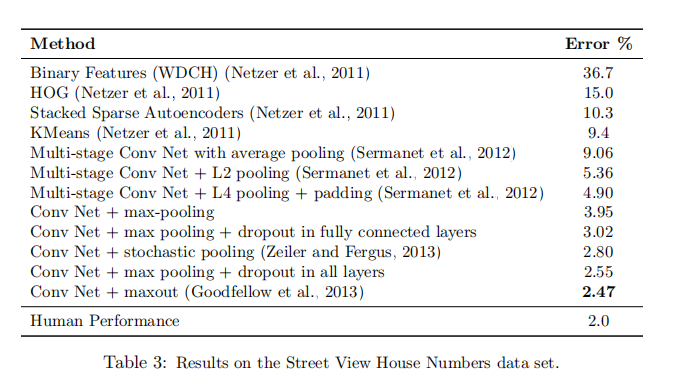 Method Error %
Binary Features (WDCH) (Netzer et al., 2011) 36.7
HOG (Netzer et al., 2011) 15.0
Stacked Sparse Autoencoders (Netzer et al., 2011) 10.3
KMeans (Netzer et al., 2011) 9.4
Multi-stage Conv Net with average pooling (Sermanet et al., 2012) 9.06
Multi-stage Conv Net + L2 pooling (Sermanet et al., 2012) 5.36
Multi-stage Conv Net + L4 pooling + padding (Sermanet et al., 2012) 4.90
Conv Net + max-pooling 3.95
Conv Net + max pooling + dropout in fully connected layers 3.02
Conv Net + stochastic pooling (Zeiler and Fergus, 2013) 2.80
Conv Net + max pooling + dropout in all layers 2.55
Conv Net + maxout (Goodfellow et al., 2013) 2.47
Human Performance 2.0
Table 3: Results on the Street View House Numbers data set.